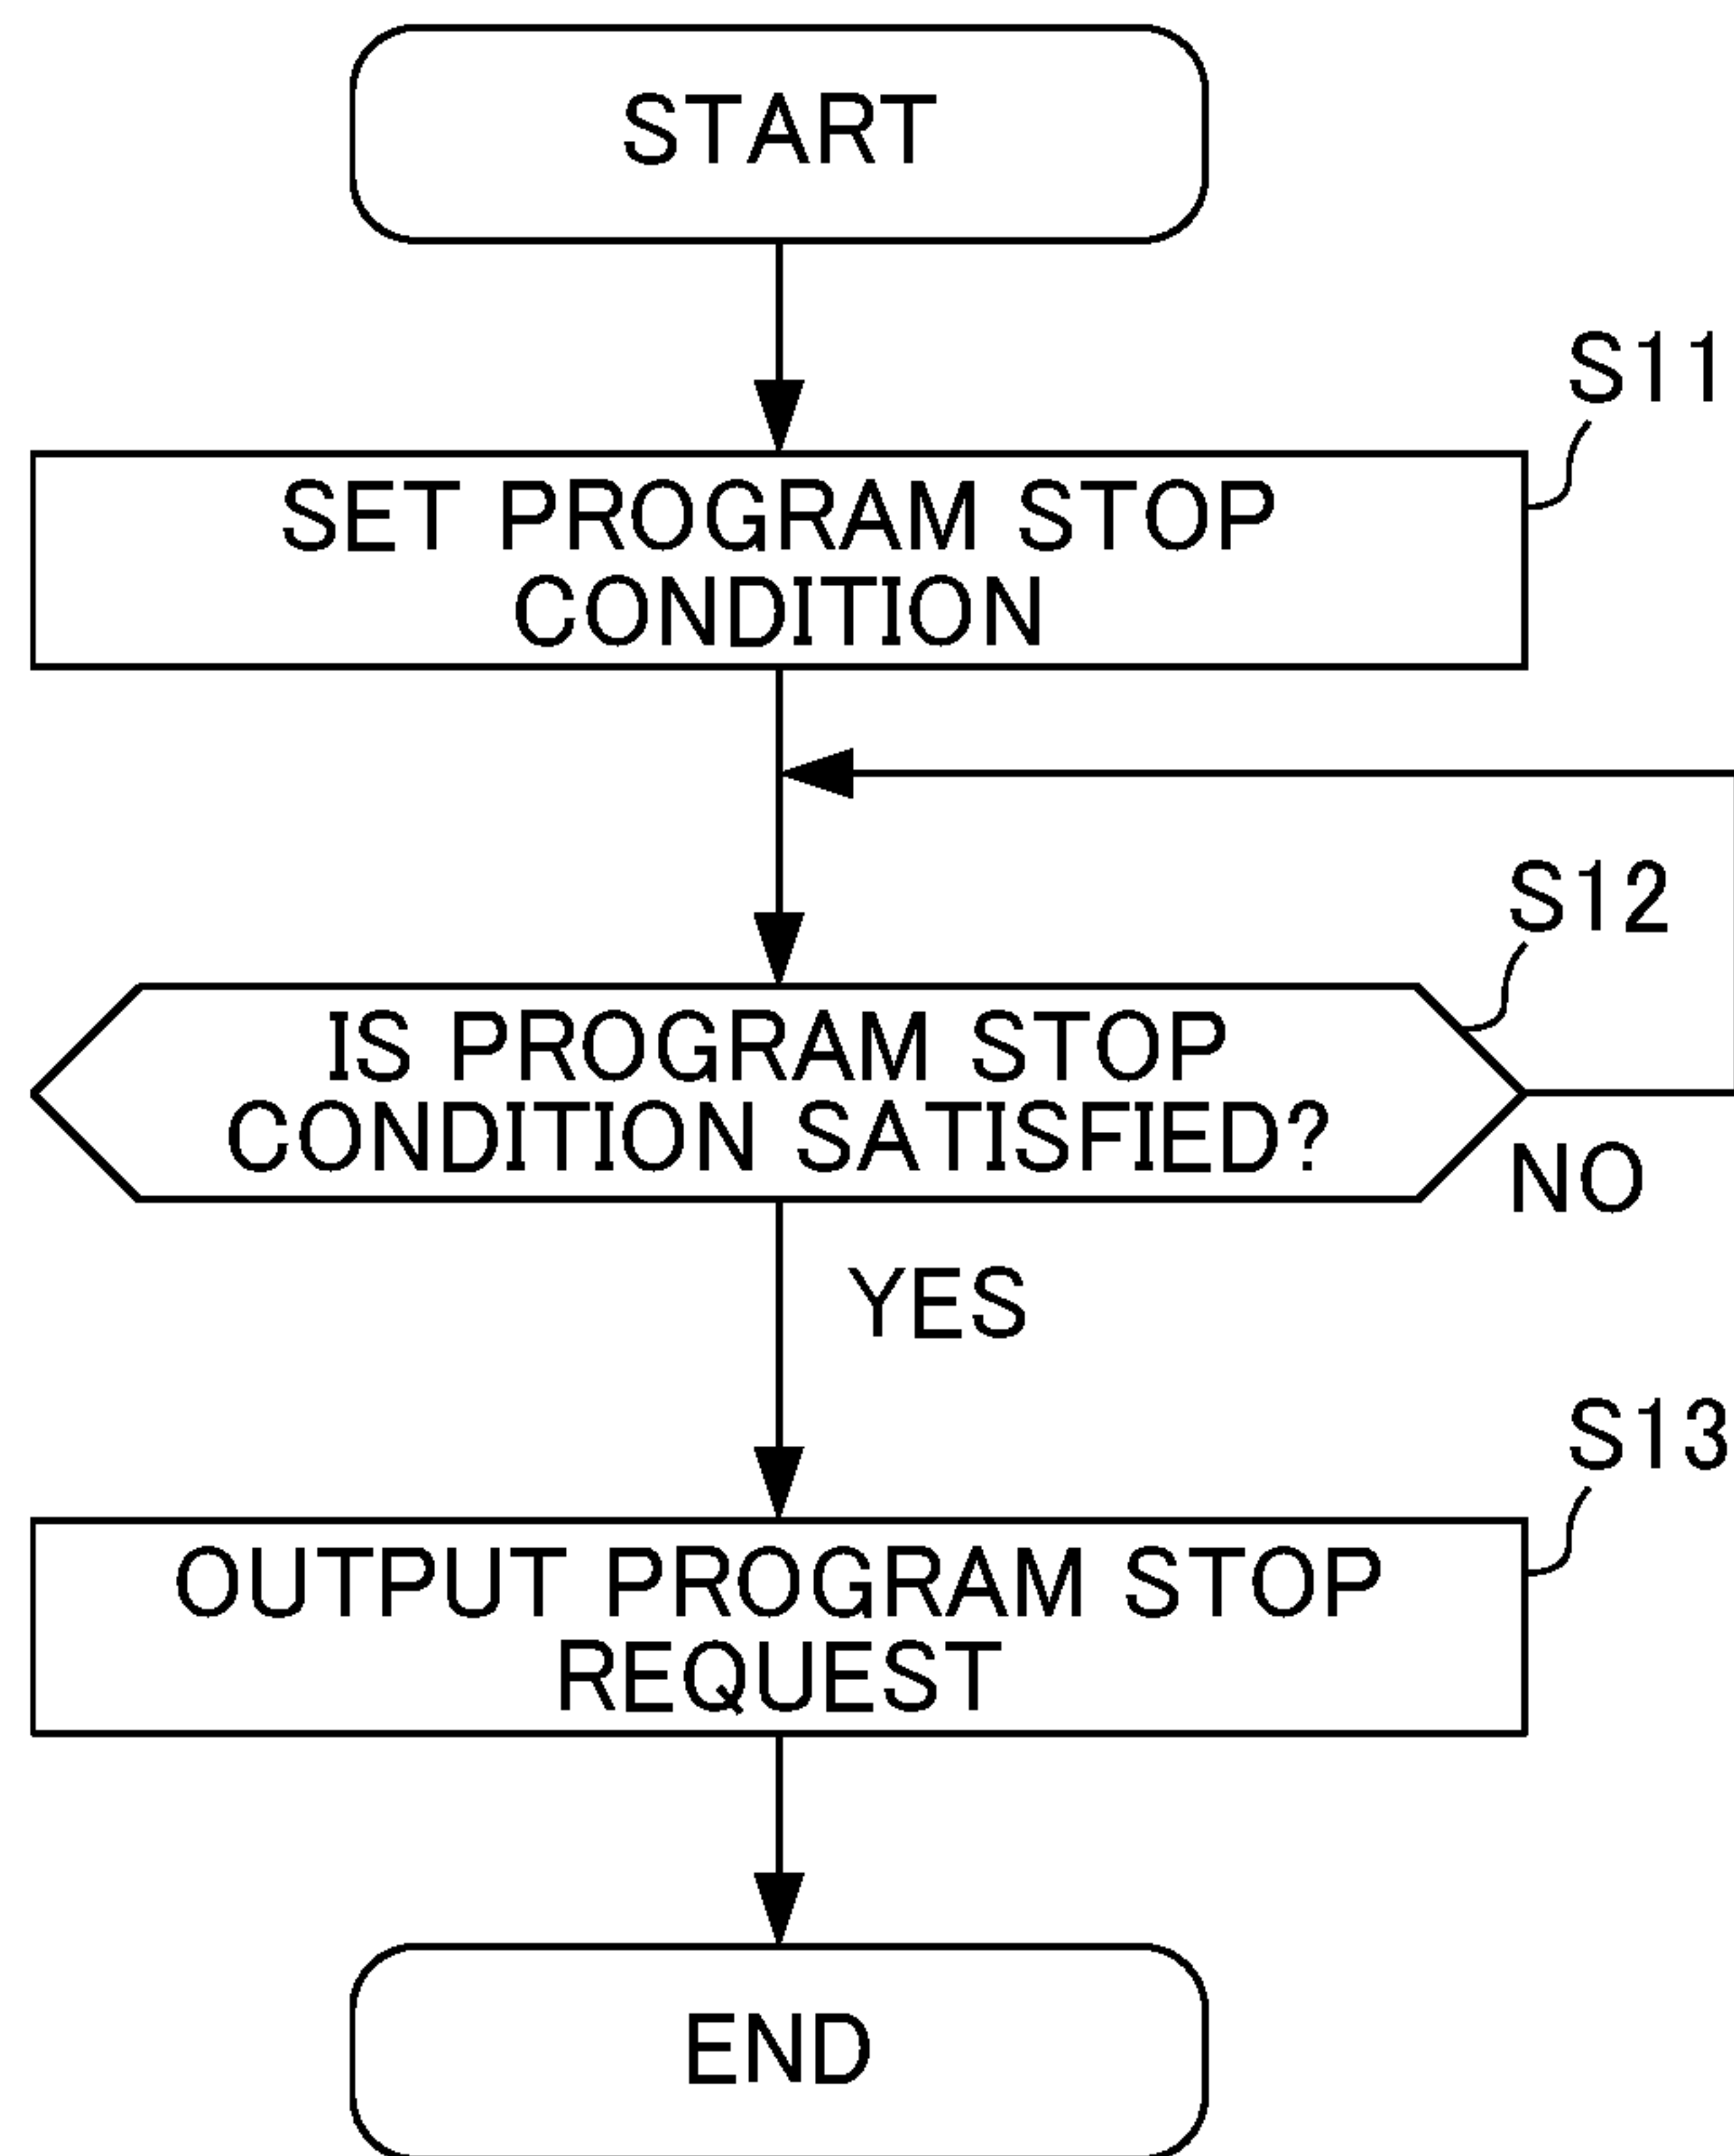 START
S11
SET PROGRAM STOP
CONDITION
S12
IS PROGRAM STOP
CONDITION SATISFIED?
NO
YES
S13
OUTPUT PROGRAM STOP
REQUEST
END